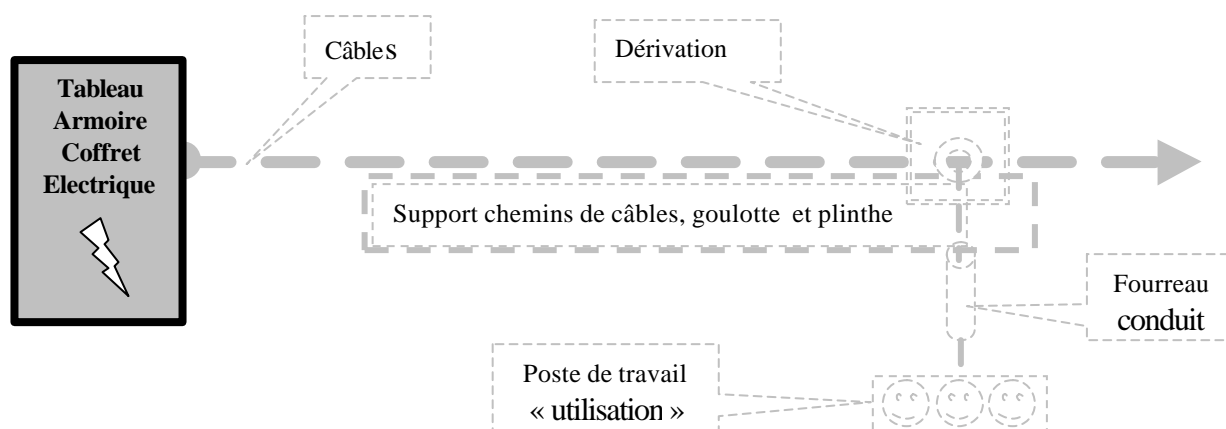 Tableau
Armoire
Coffret
Electrique
Câbles
Dérivation
Support chemins de câbles, goulotte et plinthe
Fourreau
conduit
Poste de travail
« utilisation »